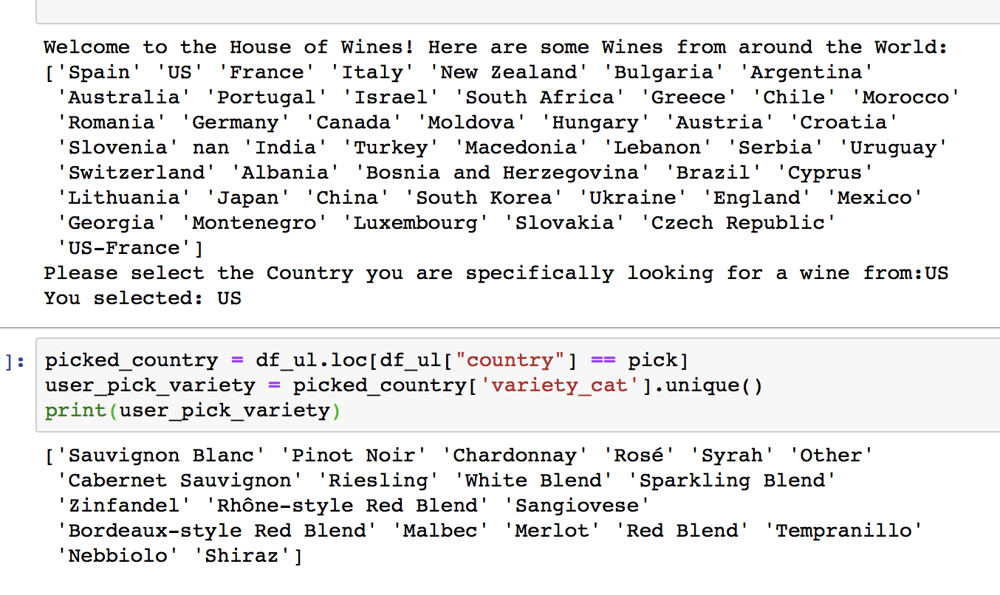 Welcome to the House of Wines! Here are some Wines from around the World:
['Spain' 'US' 'France' 'Italy' 'New Zealand' 'Bulgaria' 'Argentina'
'Australia' 'Portugal' 'Israel' 'South Africa' 'Greece' 'Chile' 'Morocco'
'Romania' 'Germany' 'Canada' 'Moldova' 'Hungary' 'Austria' 'Croatia'
'Slovenia' nan 'India' 'Turkey' 'Macedonia' 'Lebanon' 'Serbia' 'Uruguay'
'Switzerland' 'Albania' 'Bosnia and Herzegovina' 'Brazil' 'Cyprus'
'Lithuania' 'Japan' 'China' 'South Korea' 'Ukraine' 'England' 'Mexico'
'Georgia' 'Montenegro' 'Luxembourg' 'Slovakia' 'Czech Republic'
'US-France']
Please select the Country you are specifically looking for a wine from:US
You selected: US
]: picked_country = df_ul.loc[df_ul["country"] == pick]
user_pick_variety = picked_country['variety_cat'].unique()
print(user_pick_variety)
['Sauvignon Blanc' 'Pinot Noir' 'Chardonnay' 'Rosé' 'Syrah' 'Other'
'Cabernet Sauvignon' 'Riesling' 'White Blend' 'Sparkling Blend'
'Zinfandel' 'Rhône-style Red Blend' 'Sangiovese'
'Bordeaux-style Red Blend' 'Malbec' 'Merlot' 'Red Blend' 'Tempranillo'
'Nebbiolo' 'Shiraz']